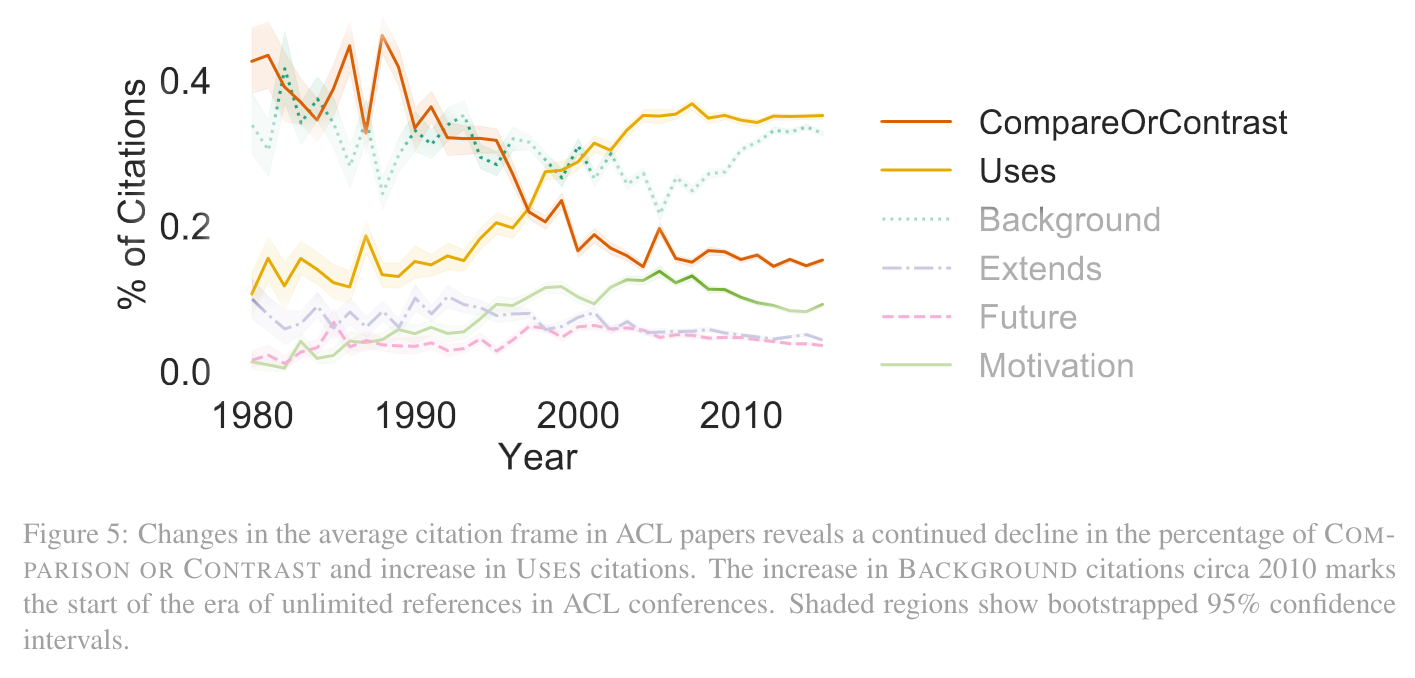 0.4
0.2
0.0
% of Citations
1980 1990 2000 2010
Year
CompareOrContrast
Uses
Background
Extends
Future
Motivation
Figure 5: Changes in the average citation frame in ACL papers reveals a continued decline in the percentage of COM-
PARISON OR CONTRAST and increase in USES citations. The increase in BACKGROUND citations circa 2010 marks
the start of the era of unlimited references in ACL conferences. Shaded regions show bootstrapped 95% confidence
intervals.